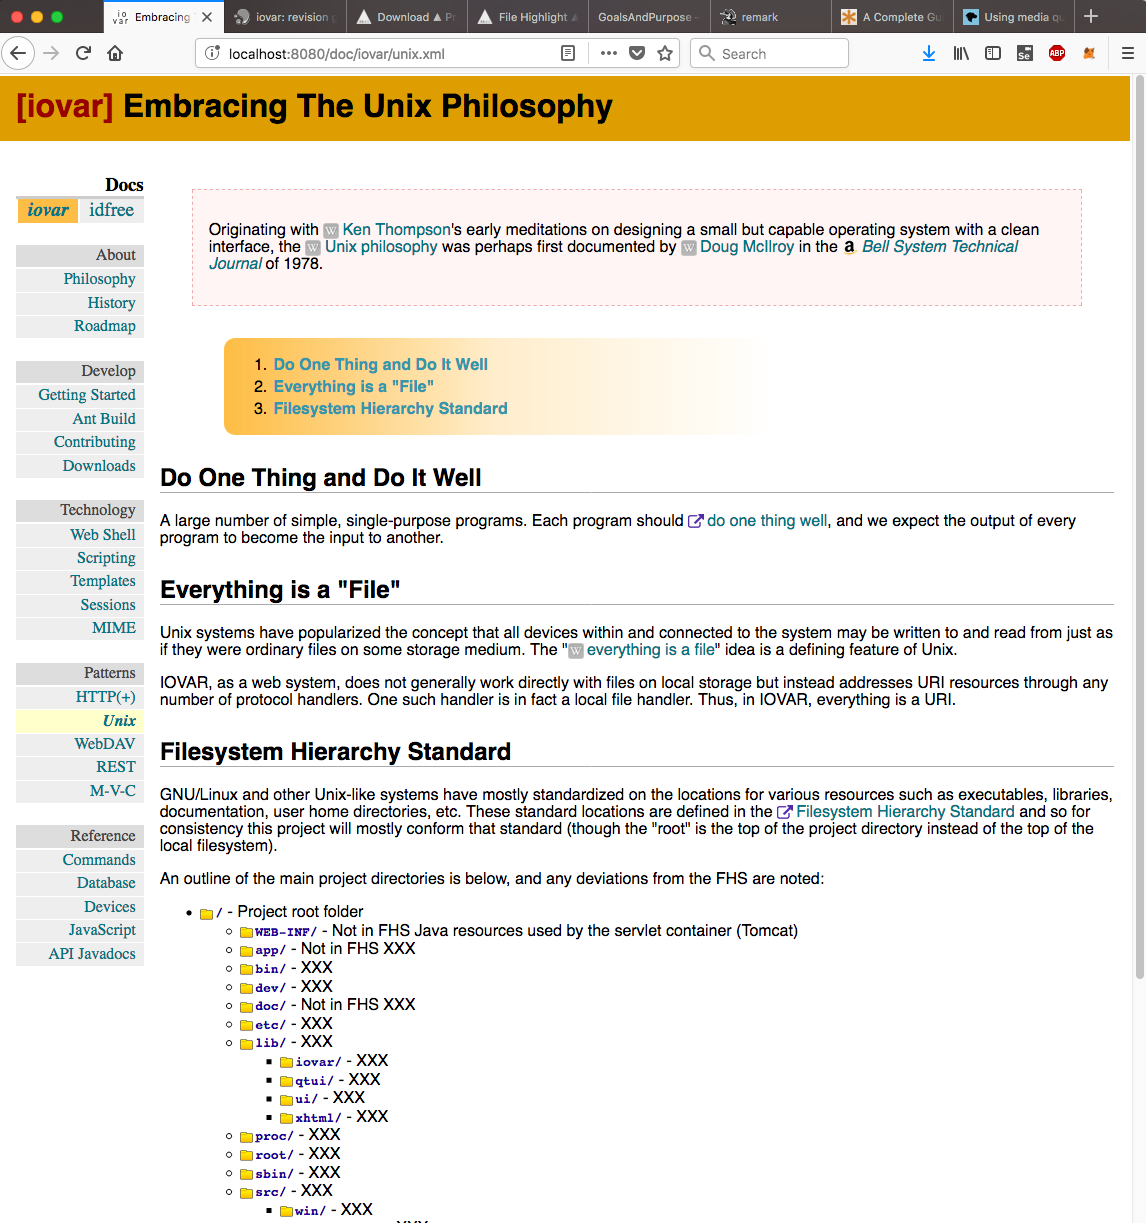 io
var
Embracing
iovar: revision
Download ▲ Pr
File Highlight
GoalsAndPurpose
remark
A Complete Gu
Using media qu
localhost:8080/doc/iovar/unix.xml
Search
Se
ABP
[iovar] Embracing The Unix Philosophy
Docs
iovar idfree
About
Philosophy
History
Roadmap
Develop
Getting Started
Ant Build
Contributing
Downloads
Technology
Web Shell
Scripting
Templates
Sessions
MIME
Patterns
HTTP(+)
Unix
WebDAV
REST
M-V-C
Reference
Commands
Database
Devices
JavaScript
API Javadocs
Originating with W Ken Thompson's early meditations on designing a small but capable operating system with a clean
interface, the W Unix philosophy was perhaps first documented by W Doug McIlroy in the a Bell System Technical
Journal of 1978.
1. Do One Thing and Do It Well
2. Everything is a "File"
3. Filesystem Hierarchy Standard
Do One Thing and Do It Well
A large number of simple, single-purpose programs. Each program should do one thing well, and we expect the output of every
program to become the input to another.
Everything is a "File"
Unix systems have popularized the concept that all devices within and connected to the system may be written to and read from just as
if they were ordinary files on some storage medium. The "W everything is a file" idea is a defining feature of Unix.
IOVAR, as a web system, does not generally work directly with files on local storage but instead addresses URI resources through any
number of protocol handlers. One such handler is in fact a local file handler. Thus, in IOVAR, everything is a URI.
Filesystem Hierarchy Standard
GNU/Linux and other Unix-like systems have mostly standardized on the locations for various resources such as executables, libraries,
documentation, user home directories, etc. These standard locations are defined in the Filesystem Hierarchy Standard and so for
consistency this project will mostly conform that standard (though the "root" is the top of the project directory instead of the top of the
local filesystem).
An outline of the main project directories is below, and any deviations from the FHS are noted:
/ - Project root folder
WEB-INF/ - Not in FHS Java resources used by the servlet container (Tomcat)
app/ - Not in FHS XXX
bin/ - XXX
dev/ - XXX
doc/ - Not in FHS XXX
etc/ - XXX
lib/ - XXX
iovar/ - XXX
qtui/ - XXX
ui/ - XXX
xhtml/ - XXX
proc/ - XXX
root/ - XXX
sbin/ - XXX
src/ - XXX
win/ - XXX